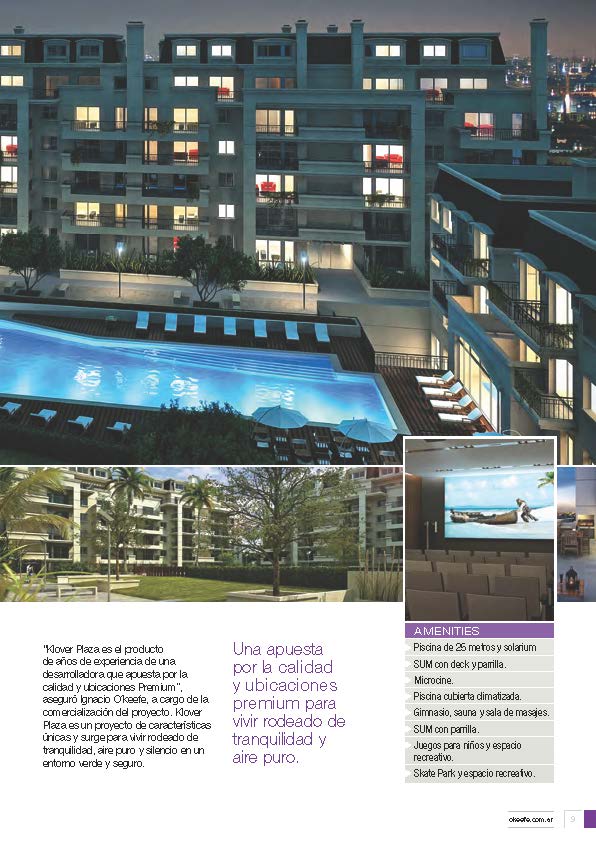 "Klover Plaza es el producto
de años de experiencia de una
desarrolladora que apuesta por la
calidad y ubicaciones Premium",
aseguró Ignacio O'keefe, a cargo de la
comercialización del proyecto. Klover
Plaza es un proyecto de características
únicas y surge para vivir rodeado de
tranquilidad, aire puro y silencio en un
entorno verde y seguro.
Una apuesta
por la calidad
y ubicaciones
premium para
vivir rodeado de
tranquilidad y
aire puro.
AMENITIES
Piscina de 25 metros y solarium
SUM con deck y parrilla.
Microcine.
Piscina cubierta climatizada.
Gimnasio, sauna y sala de masajes.
SUM con parrilla.
Juegos para niños y espacio
recreativo.
Skate Park y espacio recreativo.
okeefe.com.ar
9